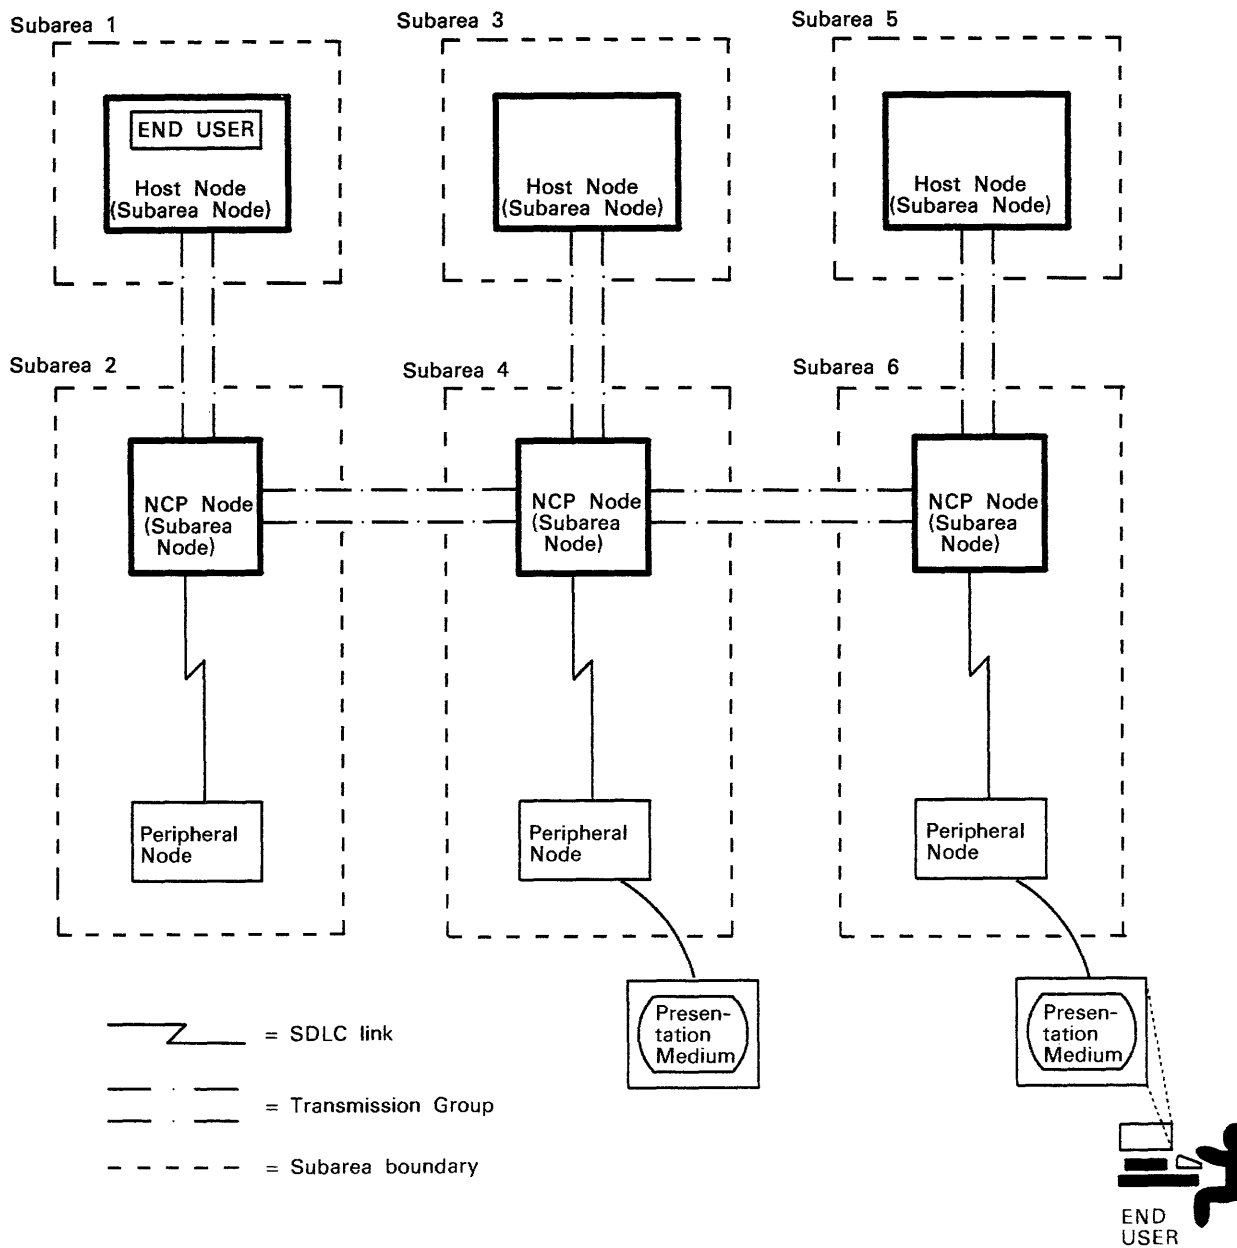 Subarea 1
Subarea 3
Subarea 5
END USER
Host Node
(Subarea Node)
Host Node
(Subarea Node)
Host Node
(Subarea Node)
Subarea 2
Subarea 4
Subarea 6
NCP Node
(Subarea
Node)
NCP Node
(Subarea
Node)
NCP Node
(Subarea
Node)
Peripheral
Node
Peripheral
Node
Peripheral
Node
Presen-
tation
Medium
Presen-
tation
Medium
= SDLC link
= Transmission Group
= Subarea boundary
END
USER